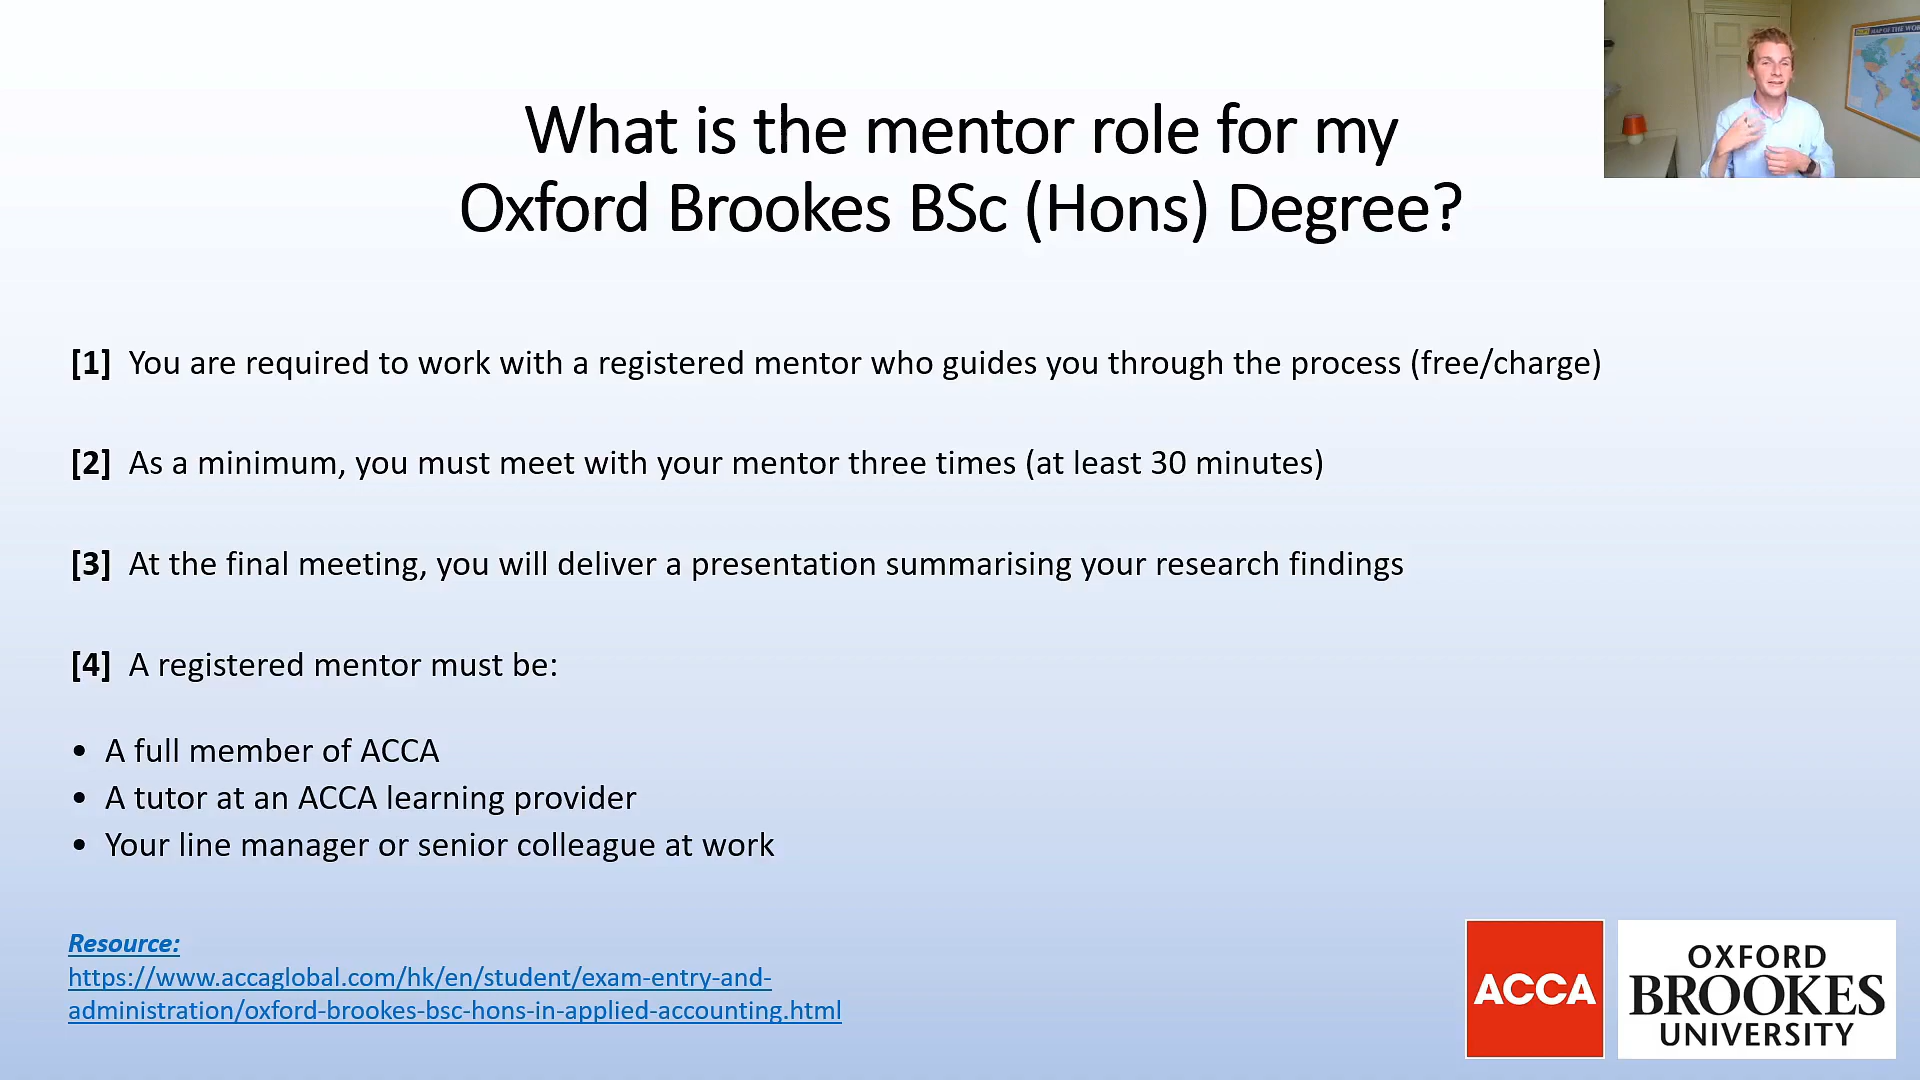 What is the mentor role for my
Oxford Brookes BSc (Hons) Degree?
MAP OF THE WOR
[1] You are required to work with a registered mentor who guides you through the process (free/charge)
[2] As a minimum, you must meet with your mentor three times (at least 30 minutes)
[3] At the final meeting, you will deliver a presentation summarising your research findings
[4] A registered mentor must be:
• A full member of ACCA
• A tutor at an ACCA learning provider
• Your line manager or senior colleague at work
Resource:
https://www.accaglobal.com/hk/en/student/exam-entry-and-
administration/oxford-brookes-bsc-hons-in-applied-accounting.html
ACCA
OXFORD
BROOKES
UNIVERSITY